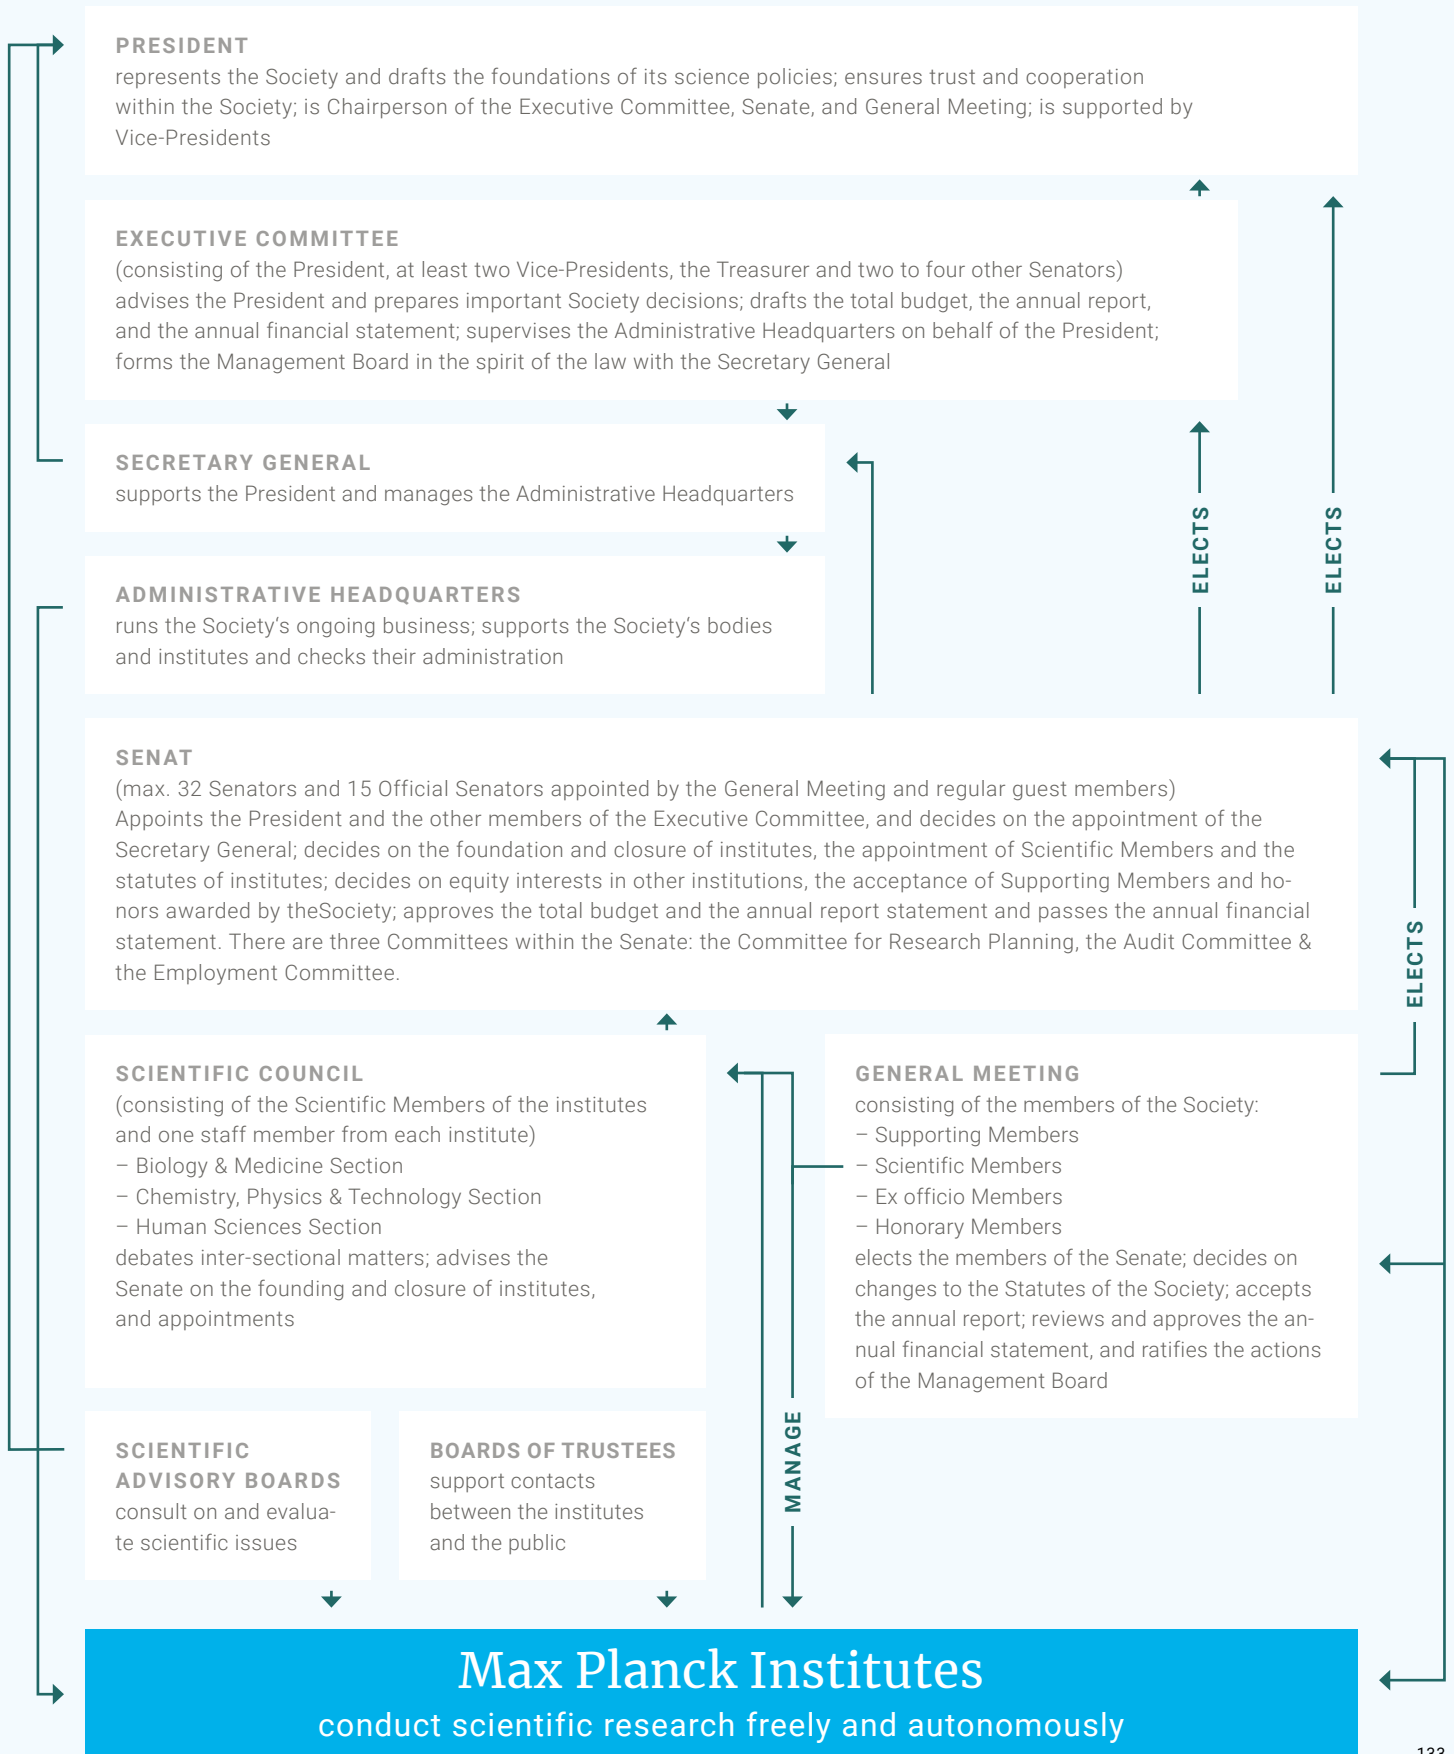 PRESIDENT
represents the Society and drafts the foundations of its science policies; ensures trust and cooperation
within the Society; is Chairperson of the Executive Committee, Senate, and General Meeting; is supported by
Vice-Presidents
EXECUTIVE COMMITTEE
(consisting of the President, at least two Vice-Presidents, the Treasurer and two to four other Senators)
advises the President and prepares important Society decisions; drafts the total budget, the annual report,
and the annual financial statement; supervises the Administrative Headquarters on behalf of the President;
forms the Management Board in the spirit of the law with the Secretary General
SECRETARY GENERAL
supports the President and manages the Administrative Headquarters
ELECTS
ELECTS
ADMINISTRATIVE HEADQUARTERS
runs the Society‘s ongoing business; supports the Society‘s bodies
and institutes and checks their administration
SENAT
(max. 32 Senators and 15 Official Senators appointed by the General Meeting and regular guest members)
Appoints the President and the other members of the Executive Committee, and decides on the appointment of the
Secretary General; decides on the foundation and closure of institutes, the appointment of Scientific Members and the
statutes of institutes; decides on equity interests in other institutions, the acceptance of Supporting Members and ho-
nors awarded by theSociety; approves the total budget and the annual report statement and passes the annual financial
statement. There are three Committees within the Senate: the Committee for Research Planning, the Audit Committee &
the Employment Committee.
ELECTS
SCIENTIFIC COUNCIL
(consisting of the Scientific Members of the institutes
and one staff member from each institute)
– Biology & Medicine Section
– Chemistry, Physics & Technology Section
– Human Sciences Section
debates inter-sectional matters; advises the
Senate on the founding and closure of institutes,
and appointments
GENERAL MEETING
consisting of the members of the Society:
– Supporting Members
– Scientific Members
– Ex officio Members
– Honorary Members
elects the members of the Senate; decides on
changes to the Statutes of the Society; accepts
the annual report; reviews and approves the an-
nual financial statement, and ratifies the actions
of the Management Board
MANAGE
SCIENTIFIC
ADVISORY BOARDS
consult on and evalua-
te scientific issues
BOARDS OF TRUSTEES
support contacts
between the institutes
and the public
Max Planck Institutes
conduct scientific research freely and autonomously
133